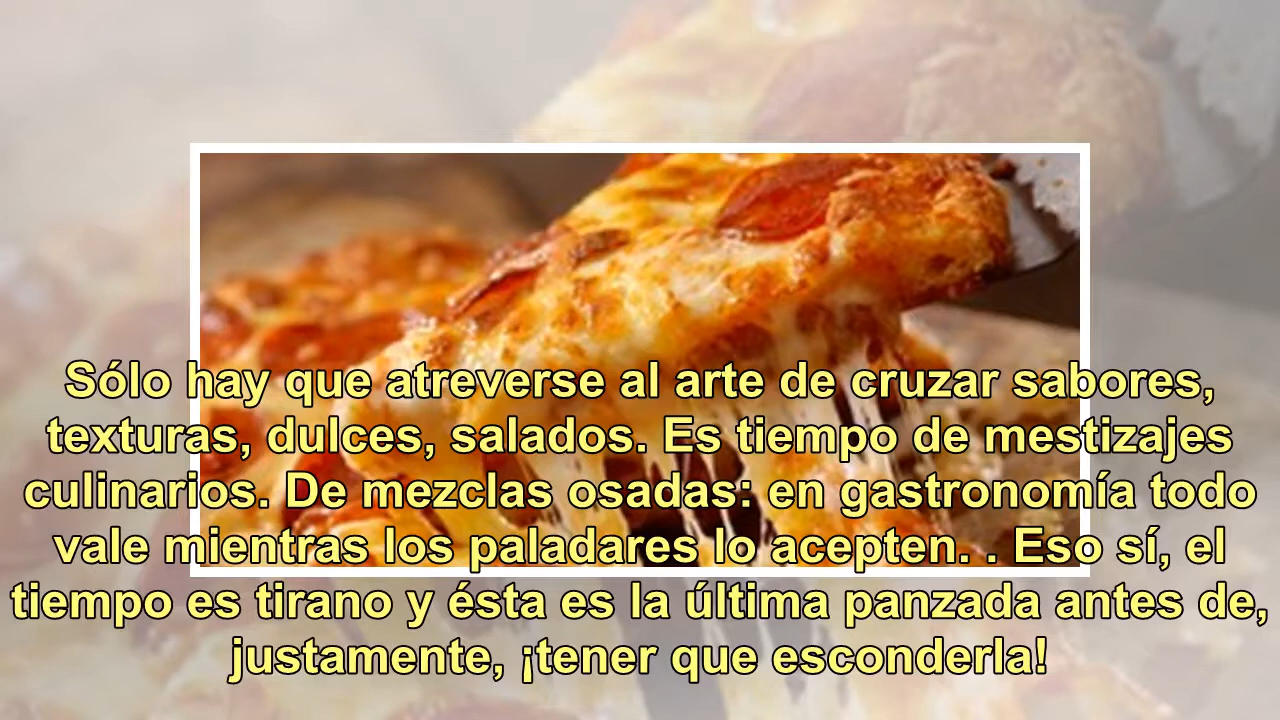 Sólo hay que atreverse al arte de cruzar sabores,
texturas, dulces, salados. Es tiempo de mestizajes
culinarios. De mezclas osadas: en gastronomía todo
vale mientras los paladares lo acepten. . Eso sí, el
tiempo es tirano y ésta es la última panzada antes de,
justamente, ¡tener que esconderla!